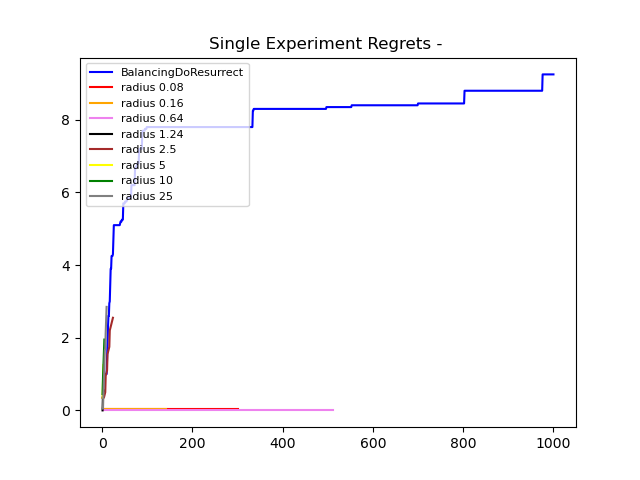 Single Experiment Regrets -
BalancingDoResurrect
radius 0.08
radius 0.16
radius 0.64
radius 1.24
radius 2.5
radius 5
radius 10
radius 25
8
6
4
2
0
0 200 400 600 800 1000